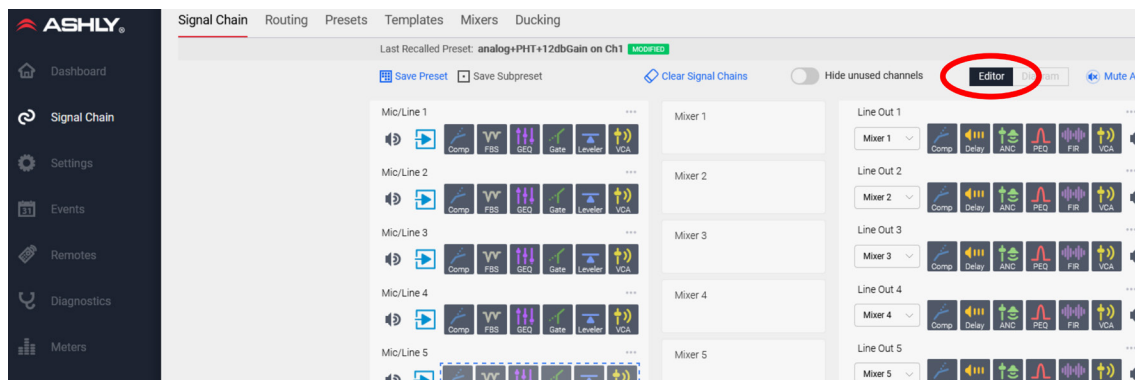 ASHLY®
Signal Chain Routing Presets Templates Mixers Ducking
Last Recalled Preset: analog+PHT+12dbGain on Ch1 MODIFIED
Save Preset Save Subpreset Clear Signal Chains Hide unused channels Editor Diagram Mute A
Dashboard
Signal Chain
Settings
31 Events
Remotes
Diagnostics
Meters
Mic/Line 1
Comp FBS GEQ Gate Leveler VCA
Mic/Line 2
Comp FBS GEQ Gate Leveler VCA
Mic/Line 3
Comp FBS GEQ Gate Leveler VCA
Mic/Line 4
Comp FBS GEQ Gate Leveler VCA
Mic/Line 5
Mixer 1
Mixer 2
Mixer 3
Mixer 4
Mixer 5
Line Out 1
Mixer 1 Comp Delay ANC PEQ FIR VCA
Line Out 2
Mixer 2 Comp Delay ANC PEQ FIR VCA
Line Out 3
Mixer 3 Comp Delay ANC PEQ FIR VCA
Line Out 4
Mixer 4 Comp Delay ANC PEQ FIR VCA
Line Out 5
Mixer 5